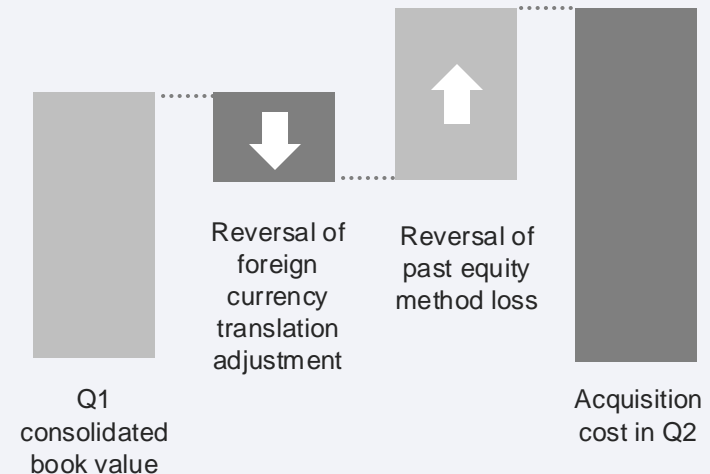 Q1
consolidated
book value
Reversal of
foreign
currency
translation
adjustment
Reversal of
past equity
method loss
Acquisition
cost in Q2